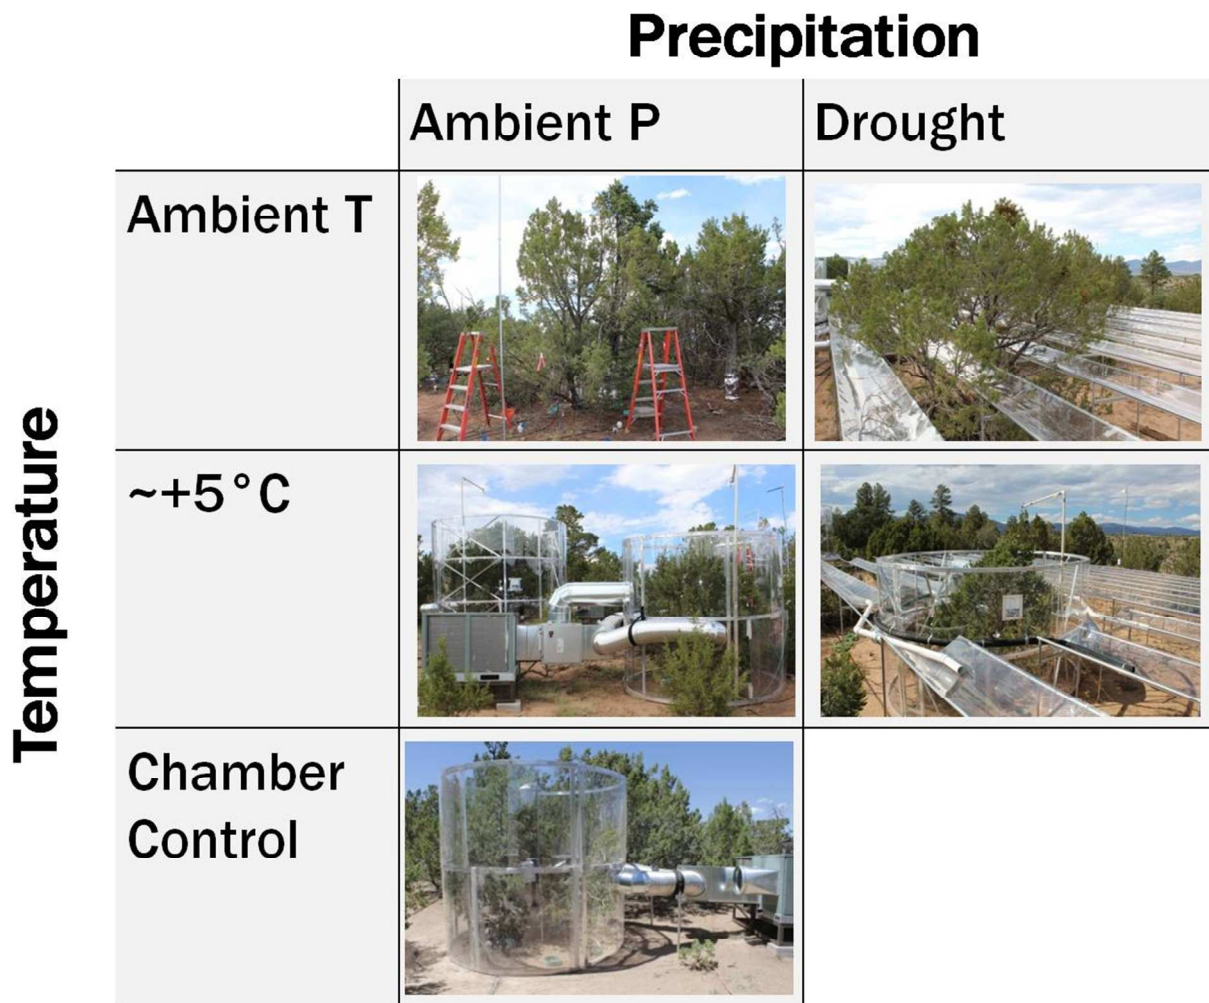 Precipitation
Ambient P
Drought
Temperature
Ambient T
~+5°C
Chamber
Control